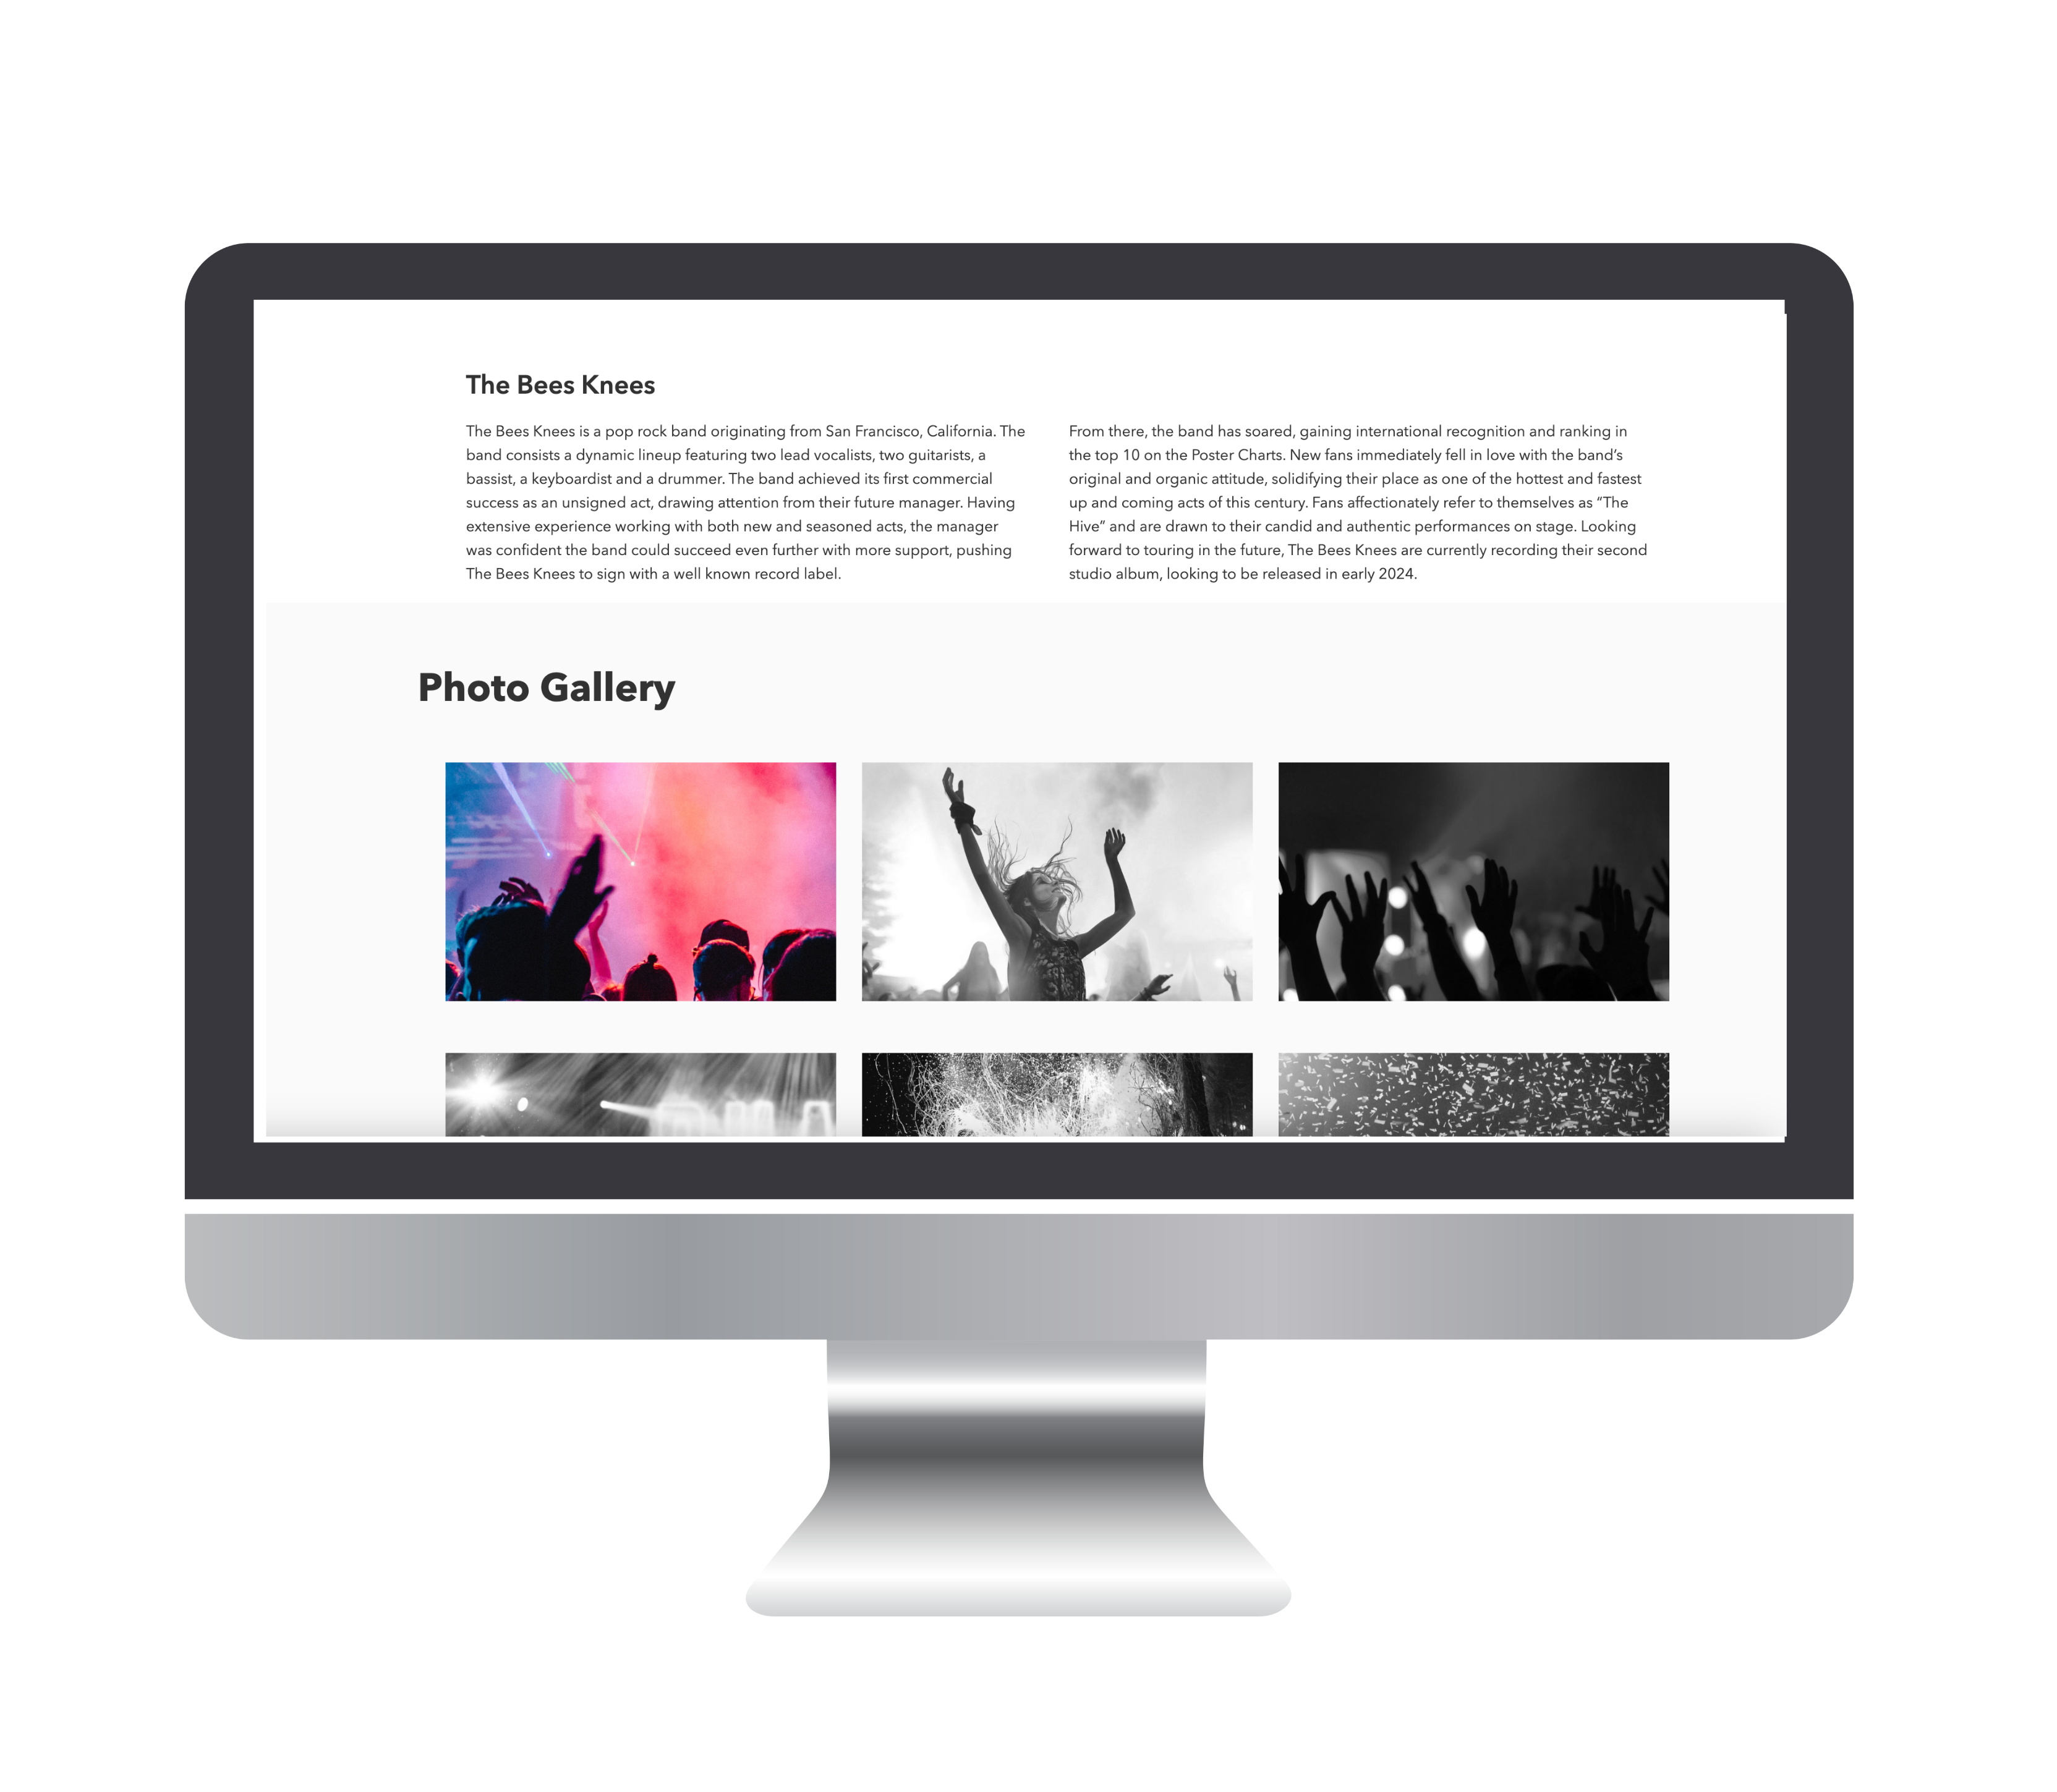 The Bees Knees
The Bees Knees is a pop rock band originating from San Francisco, California. The
band consists a dynamic lineup featuring two lead vocalists, two guitarists, a
bassist, a keyboardist and a drummer. The band achieved its first commercial
success as an unsigned act, drawing attention from their future manager. Having
extensive experience working with both new and seasoned acts, the manager
was confident the band could succeed even further with more support, pushing
The Bees Knees to sign with a well known record label.
From there, the band has soared, gaining international recognition and ranking in
the top 10 on the Poster Charts. New fans immediately fell in love with the band’s
original and organic attitude, solidifying their place as one of the hottest and fastest
up and coming acts of this century. Fans affectionately refer to themselves as “The
Hive” and are drawn to their candid and authentic performances on stage. Looking
forward to touring in the future, The Bees Knees are currently recording their second
studio album, looking to be released in early 2024.
Photo Gallery